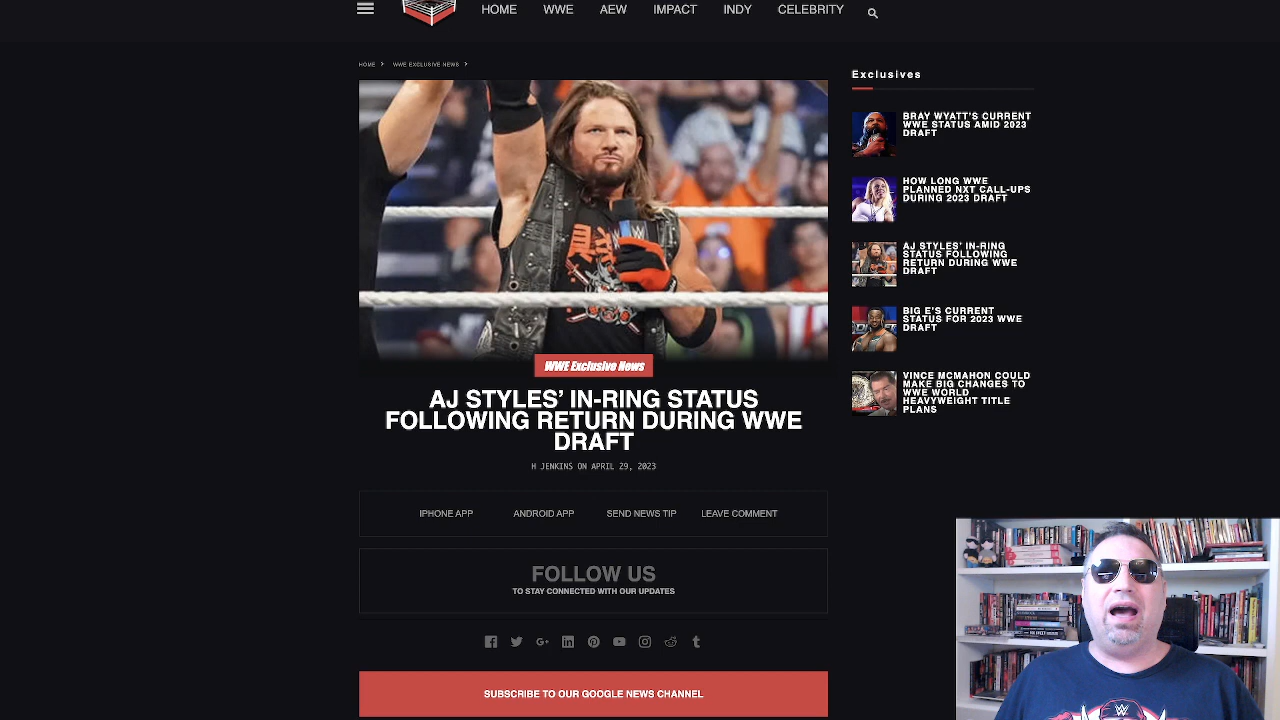 HOME
WWE
AEW
IMPACT
INDY
CELEBRITY
HOME
WWE EXCLUSIVE NEWS
WWE Exclusive News
AJ STYLES’ IN-RING STATUS
FOLLOWING RETURN DURING WWE
DRAFT
H JENKINS ON APRIL 29, 2023
IPHONE APP
ANDROID APP
SEND NEWS TIP
LEAVE COMMENT
FOLLOW US
TO STAY CONNECTED WITH OUR UPDATES
SUBSCRIBE TO OUR GOOGLE NEWS CHANNEL
Exclusives
BRAY WYATT'S CURRENT
WWE STATUS AMID 2023
DRAFT
HOW LONG WWE
PLANNED NXT CALL-UPS
DURING 2023 DRAFT
AJ STYLES' IN-RING
STATUS FOLLOWING
RETURN DURING WWE
DRAFT
BIG E'S CURRENT
STATUS FOR 2023 WWE
DRAFT
VINCE MCMAHON COULD
MAKE BIG CHANGES TO
WWE WORLD
HEAVYWEIGHT TITLE
PLANS